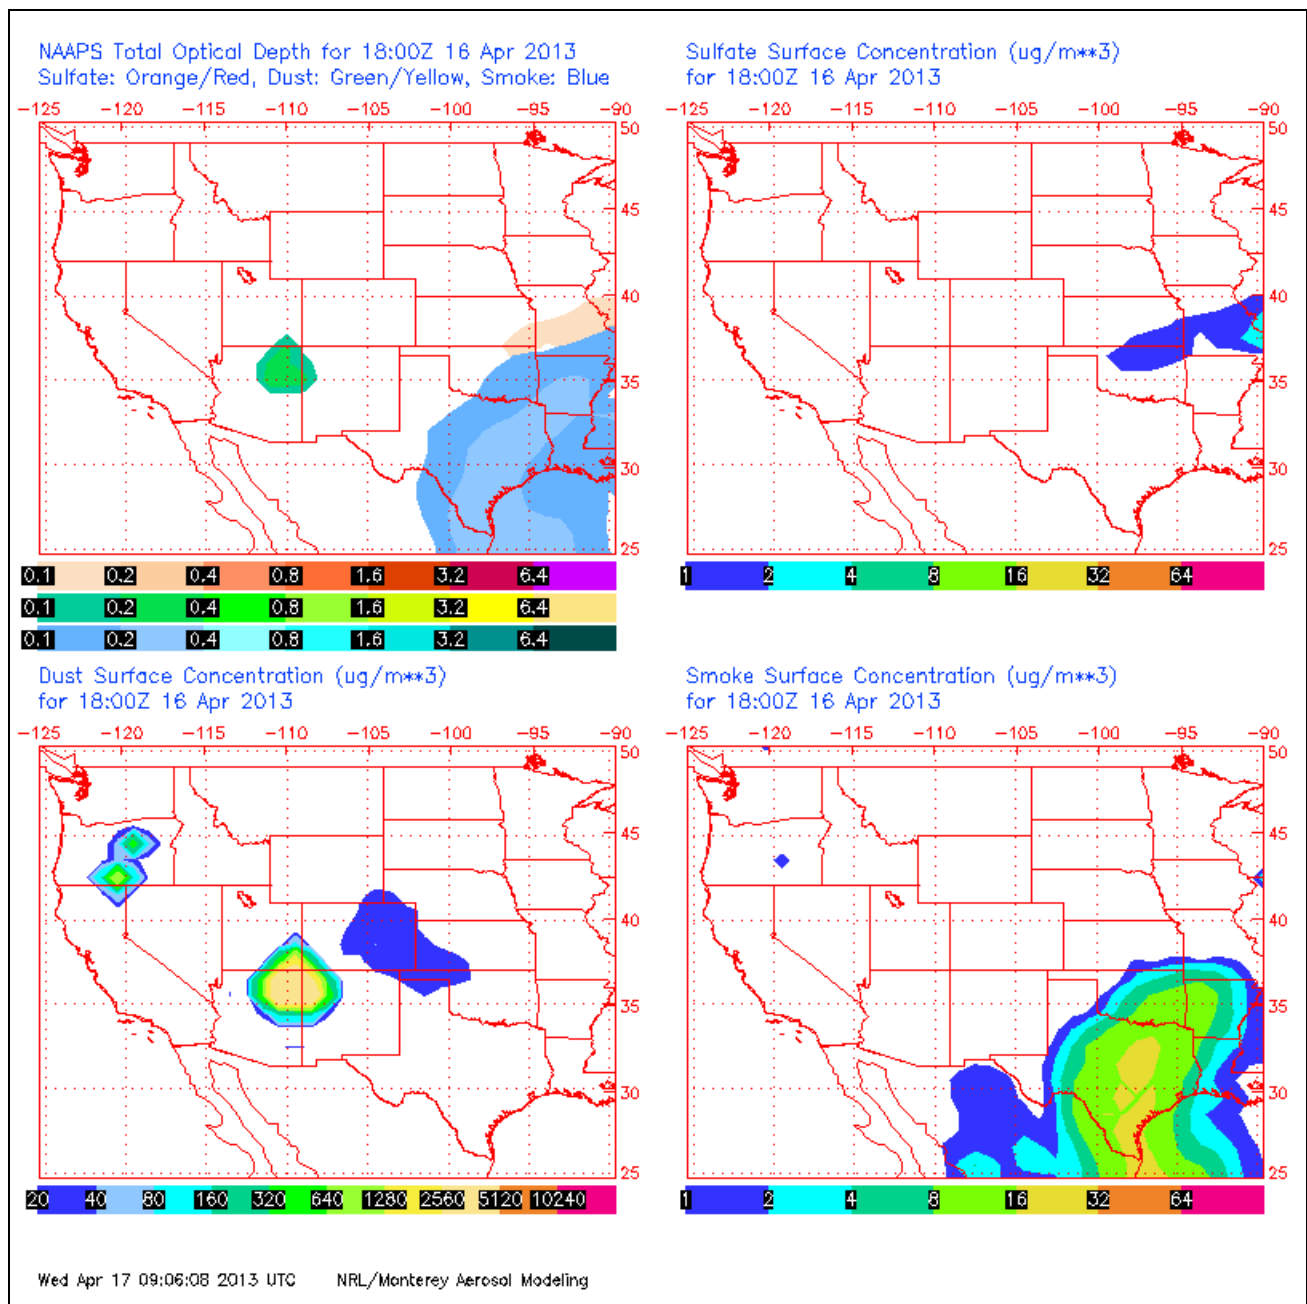 NAAPS Total Optical Depth for 18:00Z 16 Apr 2013
Sulfate: Orange/Red, Dust: Green/Yellow, Smoke: Blue
-125 -120 -115 -110 -105 -100 -95 -90
50
45
40
35
30
25
0.1 0.2 0.4 0.8 1.6 3.2 6.4
0.1 0.2 0.4 0.8 1.6 3.2 6.4
0.1 0.2 0.4 0.8 1.6 3.2 6.4
Sulfate Surface Concentration (ug/m**3)
for 18:00Z 16 Apr 2013
-125 -120 -115 -110 -105 -100 -95 -90
50
45
40
35
30
25
1 2 4 8 16 32 64
Dust Surface Concentration (ug/m**3)
for 18:00Z 16 Apr 2013
-125 -120 -115 -110 -105 -100 -95 -90
50
45
40
35
30
25
20 40 80 160 320 640 1280 2560 5120 10240
Smoke Surface Concentration (ug/m**3)
for 18:00Z 16 Apr 2013
-125 -120 -115 -110 -105 -100 -95 -90
50
45
40
35
30
25
1 2 4 8 16 32 64
Wed Apr 17 09:06:08 2013 UTC NRL/Monterey Aerosol Modeling